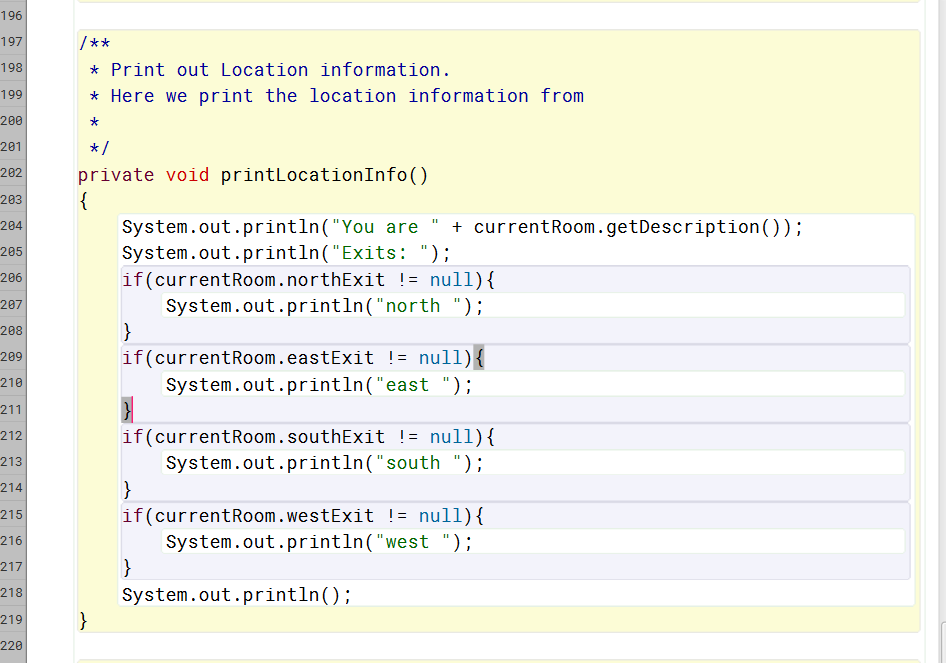 196
197 /**
198  * Print out Location information.
199  * Here we print the location information from
200  *
201  */
202 private void printLocationInfo()
203 {
204     System.out.println("You are " + currentRoom.getDescription());
205     System.out.println("Exits: ");
206     if(currentRoom.northExit != null){
207         System.out.println("north ");
208     }
209     if(currentRoom.eastExit != null){
210         System.out.println("east ");
211     }
212     if(currentRoom.southExit != null){
213         System.out.println("south ");
214     }
215     if(currentRoom.westExit != null){
216         System.out.println("west ");
217     }
218     System.out.println();
219 }
220